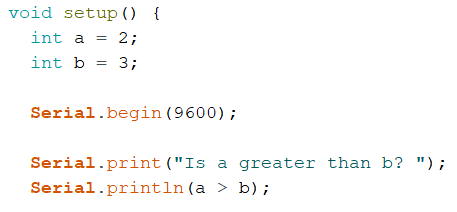 void setup() {
  int a = 2;
  int b = 3;

  Serial.begin(9600);

  Serial.print("Is a greater than b? ");
  Serial.println(a > b);